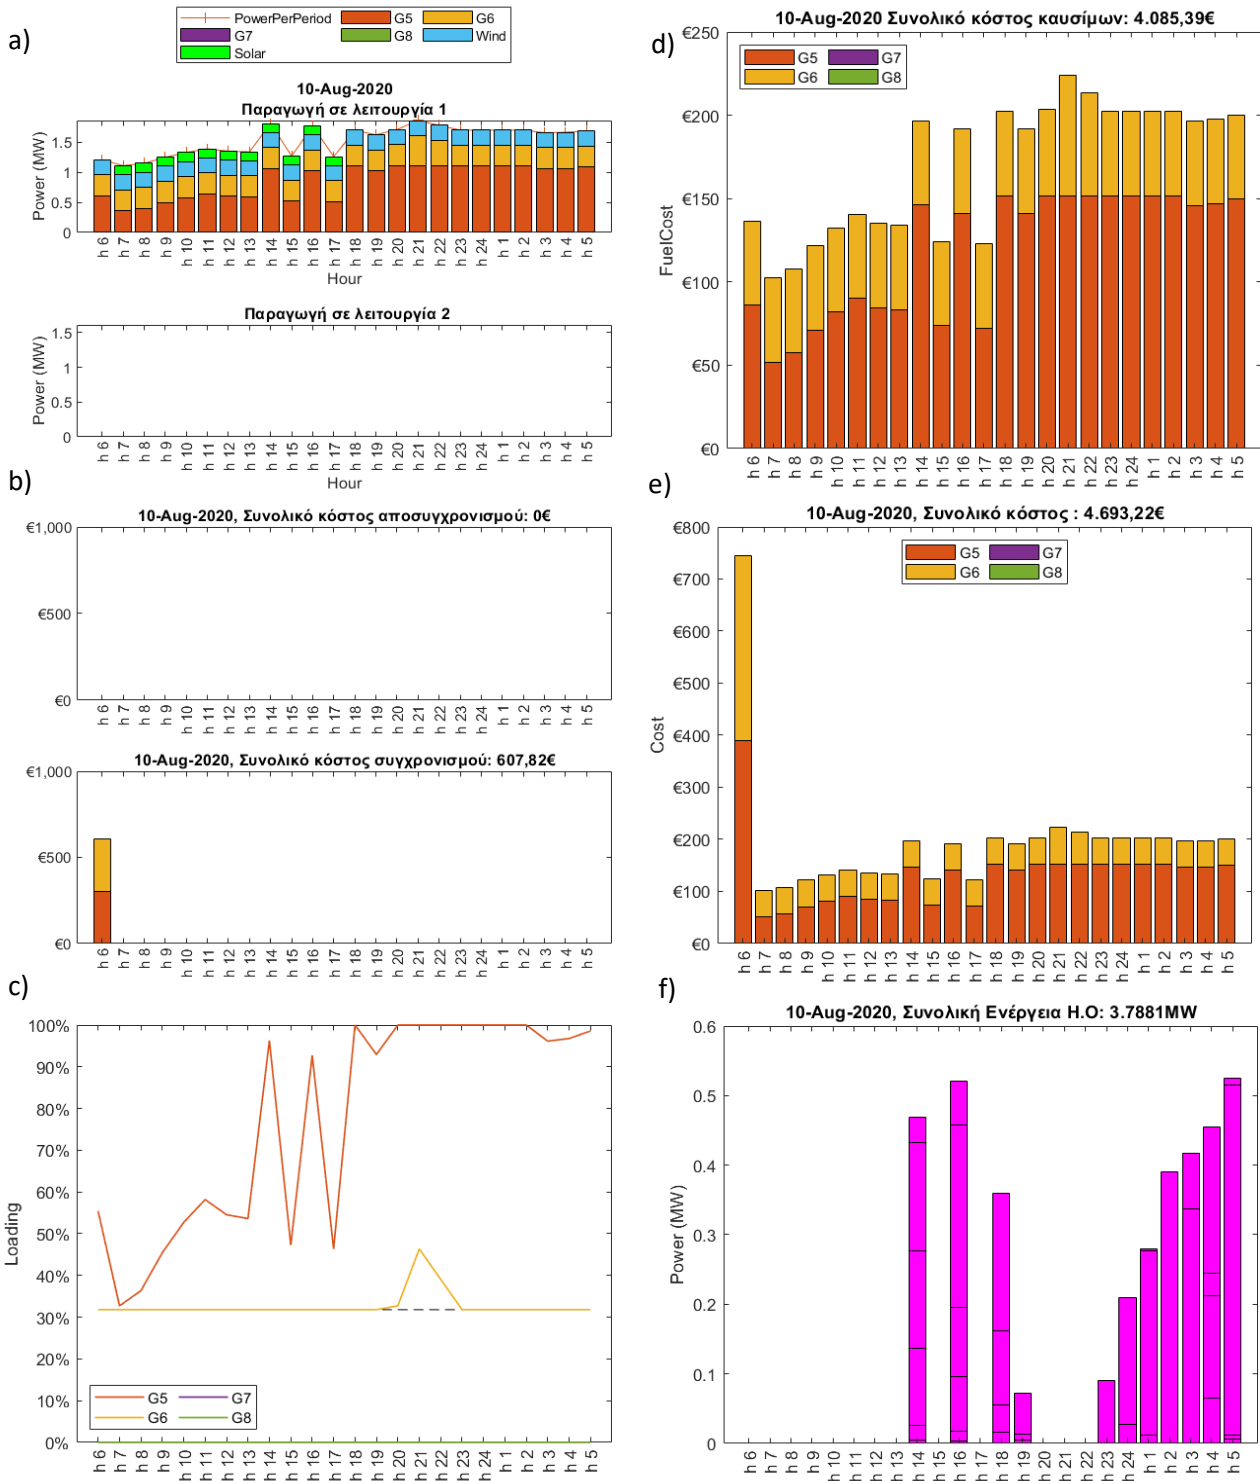 a)
PowerPerPeriod G5 G6
G7 G8 Wind
Solar
10-Aug-2020
Παραγωγή σε λειτουργία 1
Power (MW)
1.5
1
0.5
0
h 6 h 7 h 8 h 9 h 10 h 11 h 12 h 13 h 14 h 15 h 16 h 17 h 18 h 19 h 20 h 21 h 22 h 23 h 24 h 1 h 2 h 3 h 4 h 5
Hour
Παραγωγή σε λειτουργία 2
Power (MW)
1.5
1
0.5
0
h 6 h 7 h 8 h 9 h 10 h 11 h 12 h 13 h 14 h 15 h 16 h 17 h 18 h 19 h 20 h 21 h 22 h 23 h 24 h 1 h 2 h 3 h 4 h 5
Hour
b)
10-Aug-2020, Συνολικό κόστος αποσυγχρονισμού: 0€
€1,000
€500
€0
h 6 h 7 h 8 h 9 h 10 h 11 h 12 h 13 h 14 h 15 h 16 h 17 h 18 h 19 h 20 h 21 h 22 h 23 h 24 h 1 h 2 h 3 h 4 h 5
10-Aug-2020, Συνολικό κόστος συγχρονισμού: 607,82€
€1,000
€500
€0
h 6 h 7 h 8 h 9 h 10 h 11 h 12 h 13 h 14 h 15 h 16 h 17 h 18 h 19 h 20 h 21 h 22 h 23 h 24 h 1 h 2 h 3 h 4 h 5
c)
Loading
100%
90%
80%
70%
60%
50%
40%
30%
20%
10%
0%
G5 G7
G6 G8
h 6 h 7 h 8 h 9 h 10 h 11 h 12 h 13 h 14 h 15 h 16 h 17 h 18 h 19 h 20 h 21 h 22 h 23 h 24 h 1 h 2 h 3 h 4 h 5
d)
10-Aug-2020 Συνολικό κόστος καυσίμων: 4.085,39€
G5 G7
G6 G8
FuelCost
€250
€200
€150
€100
€50
€0
h 6 h 7 h 8 h 9 h 10 h 11 h 12 h 13 h 14 h 15 h 16 h 17 h 18 h 19 h 20 h 21 h 22 h 23 h 24 h 1 h 2 h 3 h 4 h 5
e)
10-Aug-2020, Συνολικό κόστος : 4.693,22€
G5 G7
G6 G8
Cost
€800
€700
€600
€500
€400
€300
€200
€100
€0
h 6 h 7 h 8 h 9 h 10 h 11 h 12 h 13 h 14 h 15 h 16 h 17 h 18 h 19 h 20 h 21 h 22 h 23 h 24 h 1 h 2 h 3 h 4 h 5
f)
10-Aug-2020, Συνολική Ενέργεια Η.Ο: 3.7881MW
Power (MW)
0.6
0.5
0.4
0.3
0.2
0.1
0
h 6 h 7 h 8 h 9 h 10 h 11 h 12 h 13 h 14 h 15 h 16 h 17 h 18 h 19 h 20 h 21 h 22 h 23 h 24 h 1 h 2 h 3 h 4 h 5